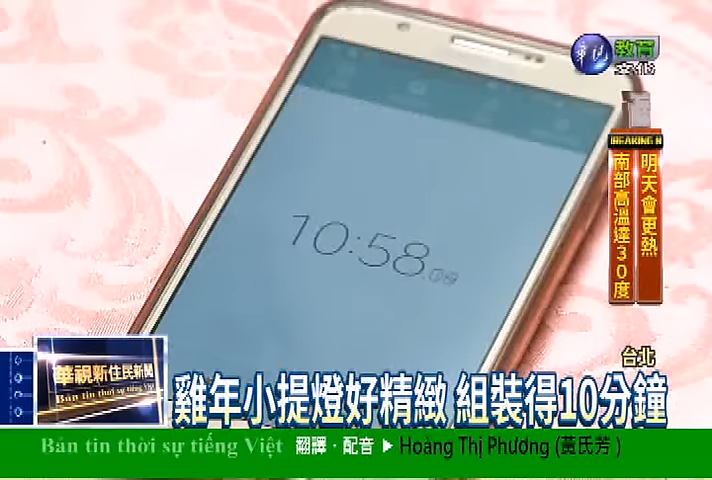 華視
教育
文化
BREAKING N
明天會更熱
南部高溫達30度
10:58.09
台北
華視新住民新聞
Bản tin thời sự tiếng Việt
雞年小提燈好精緻 組裝得10分鐘
Bản tin thời sự tiếng Việt 翻譯·配音 ▶ Hoàng Thị Phương (黃氏芳)